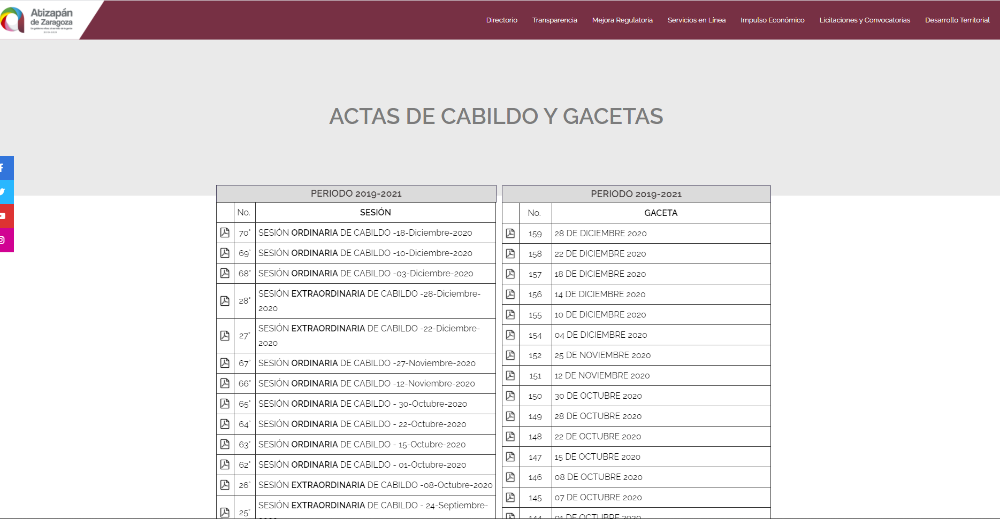 Atizapán
de Zaragoza
Directorio
Transparencia
Mejora Regulatoria
Servicios en Línea
Impulso Económico
Licitaciones y Convocatorias
Desarrollo Territorial
ACTAS DE CABILDO Y GACETAS
PERIODO 2019-2021
No. SESIÓN
70° SESIÓN ORDINARIA DE CABILDO -18-Diciembre-2020
69° SESIÓN ORDINARIA DE CABILDO -10-Diciembre-2020
68° SESIÓN ORDINARIA DE CABILDO -03-Diciembre-2020
28° SESIÓN EXTRAORDINARIA DE CABILDO -28-Diciembre-
2020
27° SESIÓN EXTRAORDINARIA DE CABILDO -22-Diciembre-
2020
67° SESIÓN ORDINARIA DE CABILDO -27-Noviembre-2020
66° SESIÓN ORDINARIA DE CABILDO -12-Noviembre-2020
65° SESIÓN ORDINARIA DE CABILDO - 30-Octubre-2020
64° SESIÓN ORDINARIA DE CABILDO - 22-Octubre-2020
63° SESIÓN ORDINARIA DE CABILDO - 15-Octubre-2020
62° SESIÓN ORDINARIA DE CABILDO - 01-Octubre-2020
26° SESIÓN EXTRAORDINARIA DE CABILDO -08-Octubre-2020
25° SESIÓN EXTRAORDINARIA DE CABILDO - 24-Septiembre-
PERIODO 2019-2021
No. GACETA
159 28 DE DICIEMBRE 2020
158 22 DE DICIEMBRE 2020
157 18 DE DICIEMBRE 2020
156 14 DE DICIEMBRE 2020
155 10 DE DICIEMBRE 2020
154 04 DE DICIEMBRE 2020
152 25 DE NOVIEMBRE 2020
151 12 DE NOVIEMBRE 2020
150 30 DE OCTUBRE 2020
149 28 DE OCTUBRE 2020
148 22 DE OCTUBRE 2020
147 15 DE OCTUBRE 2020
146 08 DE OCTUBRE 2020
145 07 DE OCTUBRE 2020
144 01 DE OCTUBRE 2020